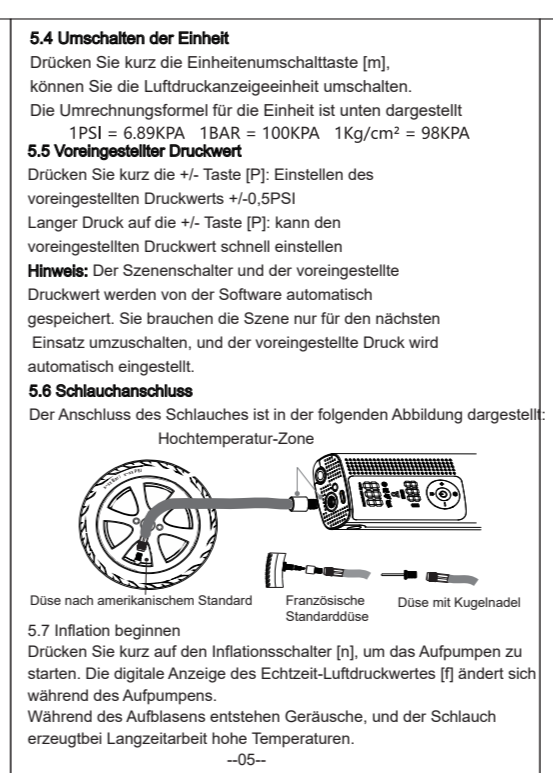 5.4 Umschalten der Einheit
Drücken Sie kurz die Einheitenumschalttaste [m],
können Sie die Luftdruckanzeigeeinheit umschalten.
Die Umrechnungsformel für die Einheit ist unten dargestellt
1PSI = 6.89KPA 1BAR = 100KPA 1Kg/cm² = 98KPA
5.5 Voreingestellter Druckwert
Drücken Sie kurz die +/- Taste [P]: Einstellen des
voreingestellten Druckwerts +/-0,5PSI
Langer Druck auf die +/- Taste [P]: kann den
voreingestellten Druckwert schnell einstellen
Hinweis: Der Szenenschalter und der voreingestellte
Druckwert werden von der Software automatisch
gespeichert. Sie brauchen die Szene nur für den nächsten
Einsatz umzuschalten, und der voreingestellte Druck wird
automatisch eingestellt.
5.6 Schlauchanschluss
Der Anschluss des Schlauches ist in der folgenden Abbildung dargestellt:
Hochtemperatur-Zone
Düse nach amerikanischem Standard
Französische
Standarddüse
Düse mit Kugelnadel
5.7 Inflation beginnen
Drücken Sie kurz auf den Inflationsschalter [n], um das Aufpumpen zu
starten. Die digitale Anzeige des Echtzeit-Luftdruckwertes [f] ändert sich
während des Aufpumpens.
Während des Aufblasens entstehen Geräusche, und der Schlauch
erzeugtbei Langzeitarbeit hohe Temperaturen.
--05--